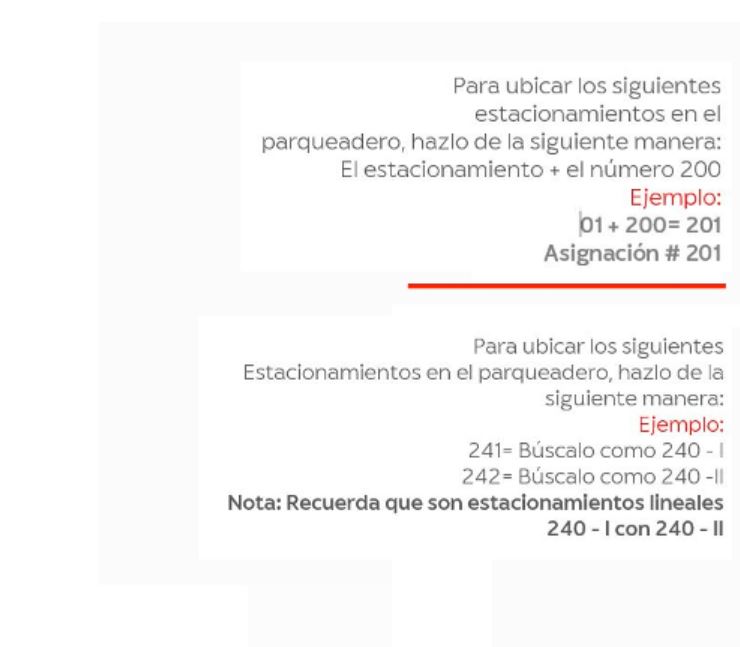 Para ubicar los siguientes
estacionamientos en el
parqueadero, hazlo de la siguiente manera:
El estacionamiento + el número 200
Ejemplo:
01 + 200= 201
Asignación # 201
Para ubicar los siguientes
Estacionamientos en el parqueadero, hazlo de la
siguiente manera:
Ejemplo:
241= Búscalo como 240 - I
242= Búscalo como 240 -II
Nota: Recuerda que son estacionamientos lineales
240 - I con 240 - II